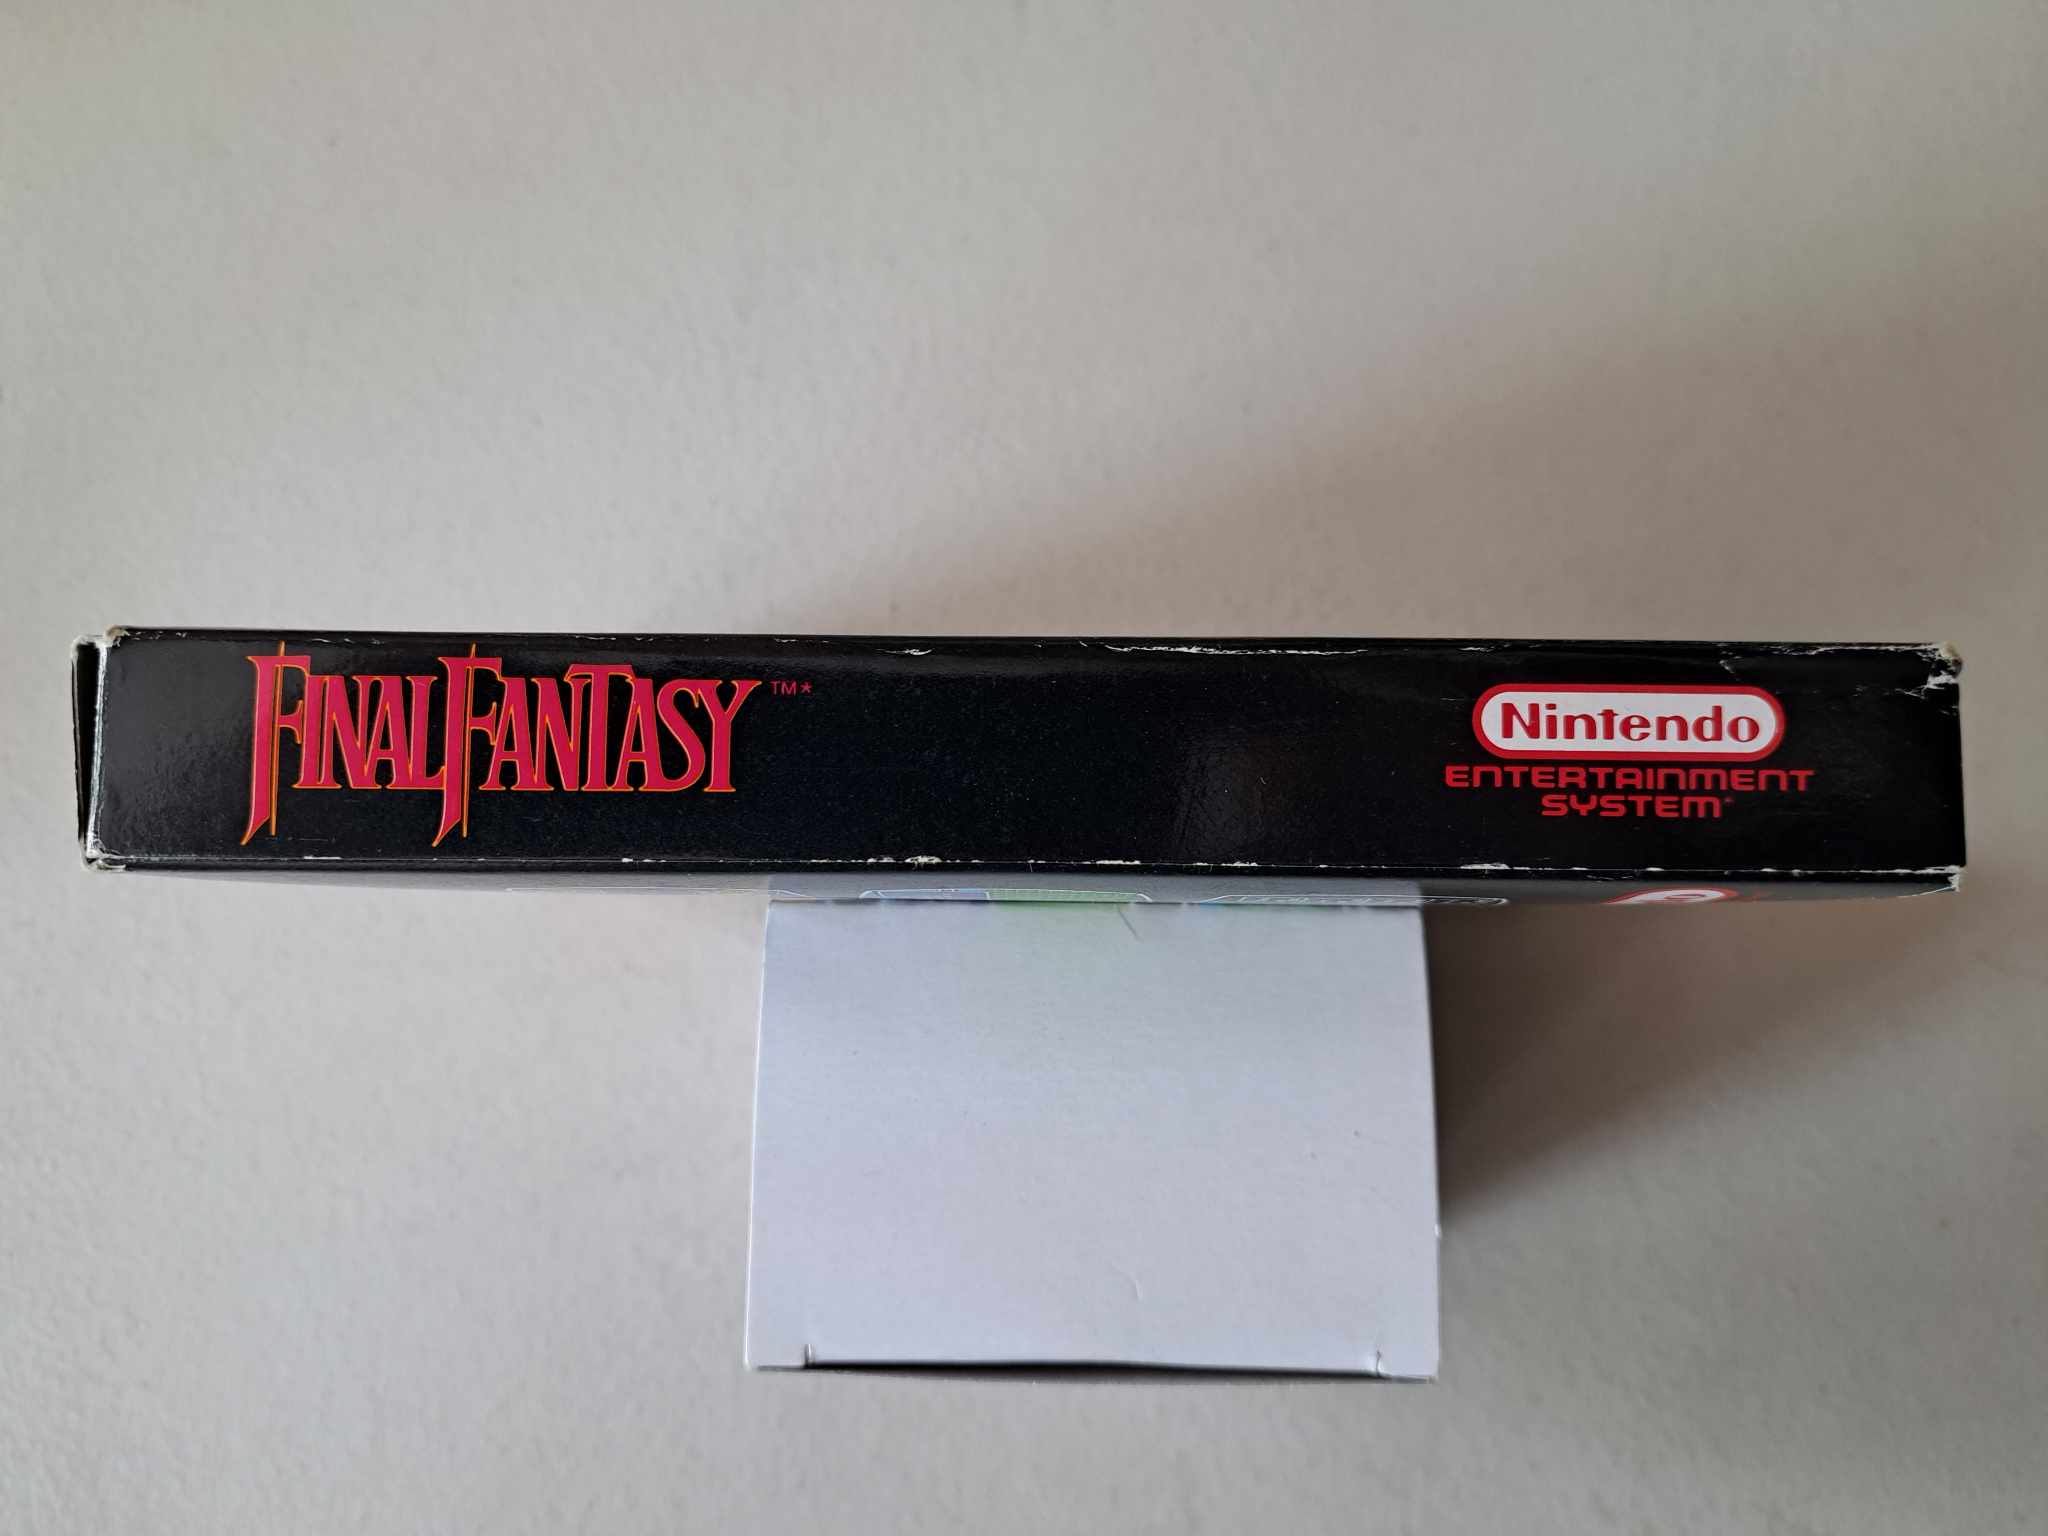 FINAL FANTASY™*
Nintendo
ENTERTAINMENT
SYSTEM